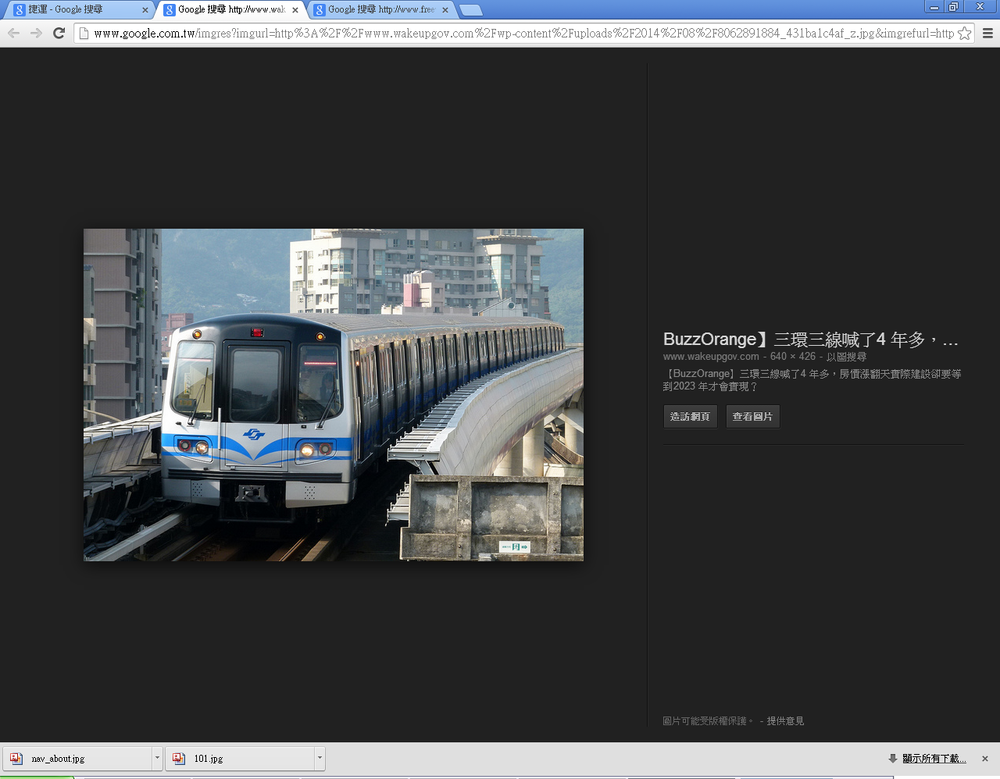 捷運 - Google 搜尋
Google 搜尋 http://www.wak
Google 搜尋 http://www.free
www.google.com.tw/imgres?imgurl=http%3A%2F%2Fwww.wakeupgov.com%2Fwp-content%2Fuploads%2F2014%2F08%2F8062891884_431ba1c4af_z.jpg&imgrefurl=http
BuzzOrange】三環三線喊了4 年多，...
www.wakeupgov.com - 640 × 426 - 以圖搜尋
【BuzzOrange】三環三線喊了4 年多，房價漲翻天實際建設卻要等
到2023 年才會實現？
造訪網頁
查看圖片
圖片可能受版權保護。 - 提供意見
nav_about.jpg
101.jpg
顯示所有下載...